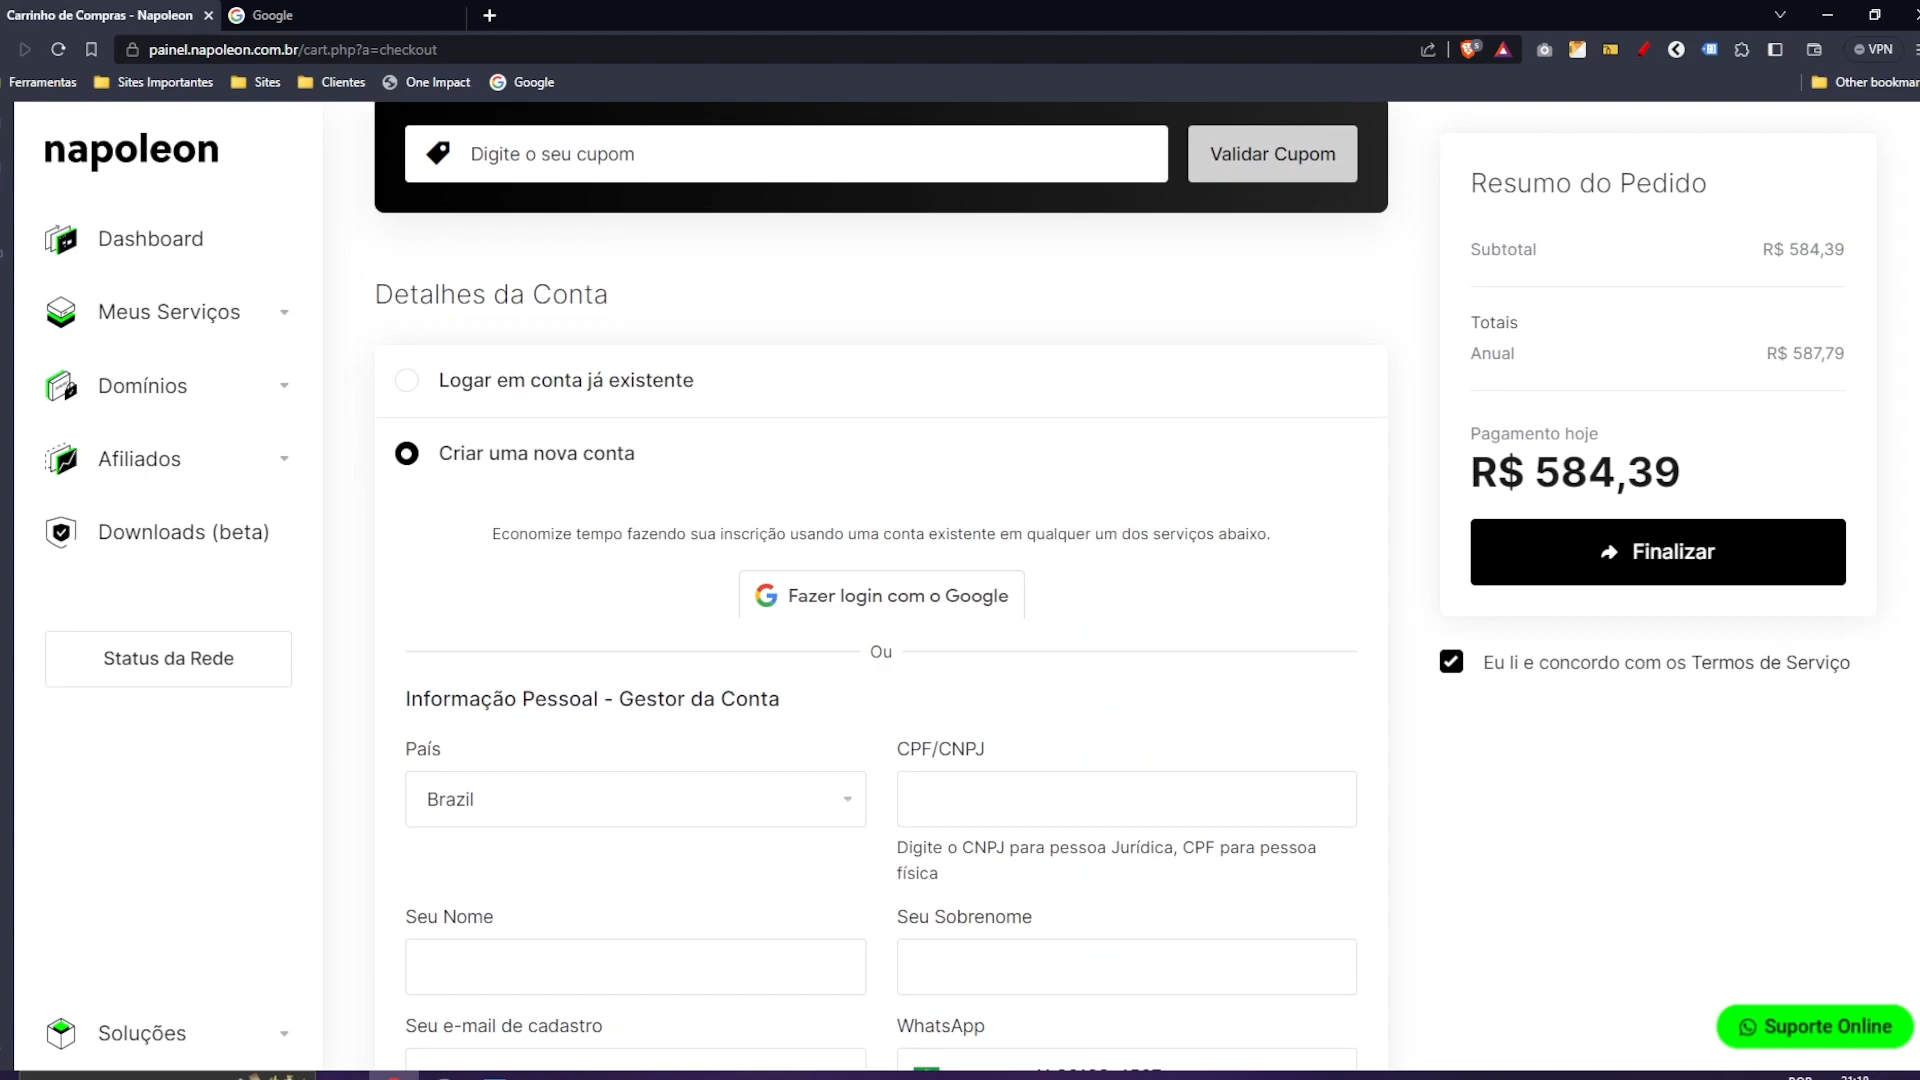 Carrinho de Compras - Napoleon
Google
painel.napoleon.com.br/cart.php?a=checkout
VPN
Ferramentas
Sites Importantes
Sites
Clientes
One Impact
Google
Other bookmar
napoleon
Dashboard
Meus Serviços
Domínios
Afiliados
Downloads (beta)
Status da Rede
Soluções
Digite o seu cupom
Validar Cupom
Detalhes da Conta
Logar em conta já existente
Criar uma nova conta
Economize tempo fazendo sua inscrição usando uma conta existente em qualquer um dos serviços abaixo.
Fazer login com o Google
Ou
Informação Pessoal - Gestor da Conta
País
CPF/CNPJ
Brazil
Digite o CNPJ para pessoa Jurídica, CPF para pessoa
física
Seu Nome
Seu Sobrenome
Seu e-mail de cadastro
WhatsApp
Resumo do Pedido
Subtotal R$ 584,39
Totais
Anual R$ 587,79
Pagamento hoje
R$ 584,39
Finalizar
Eu li e concordo com os Termos de Serviço
Suporte Online